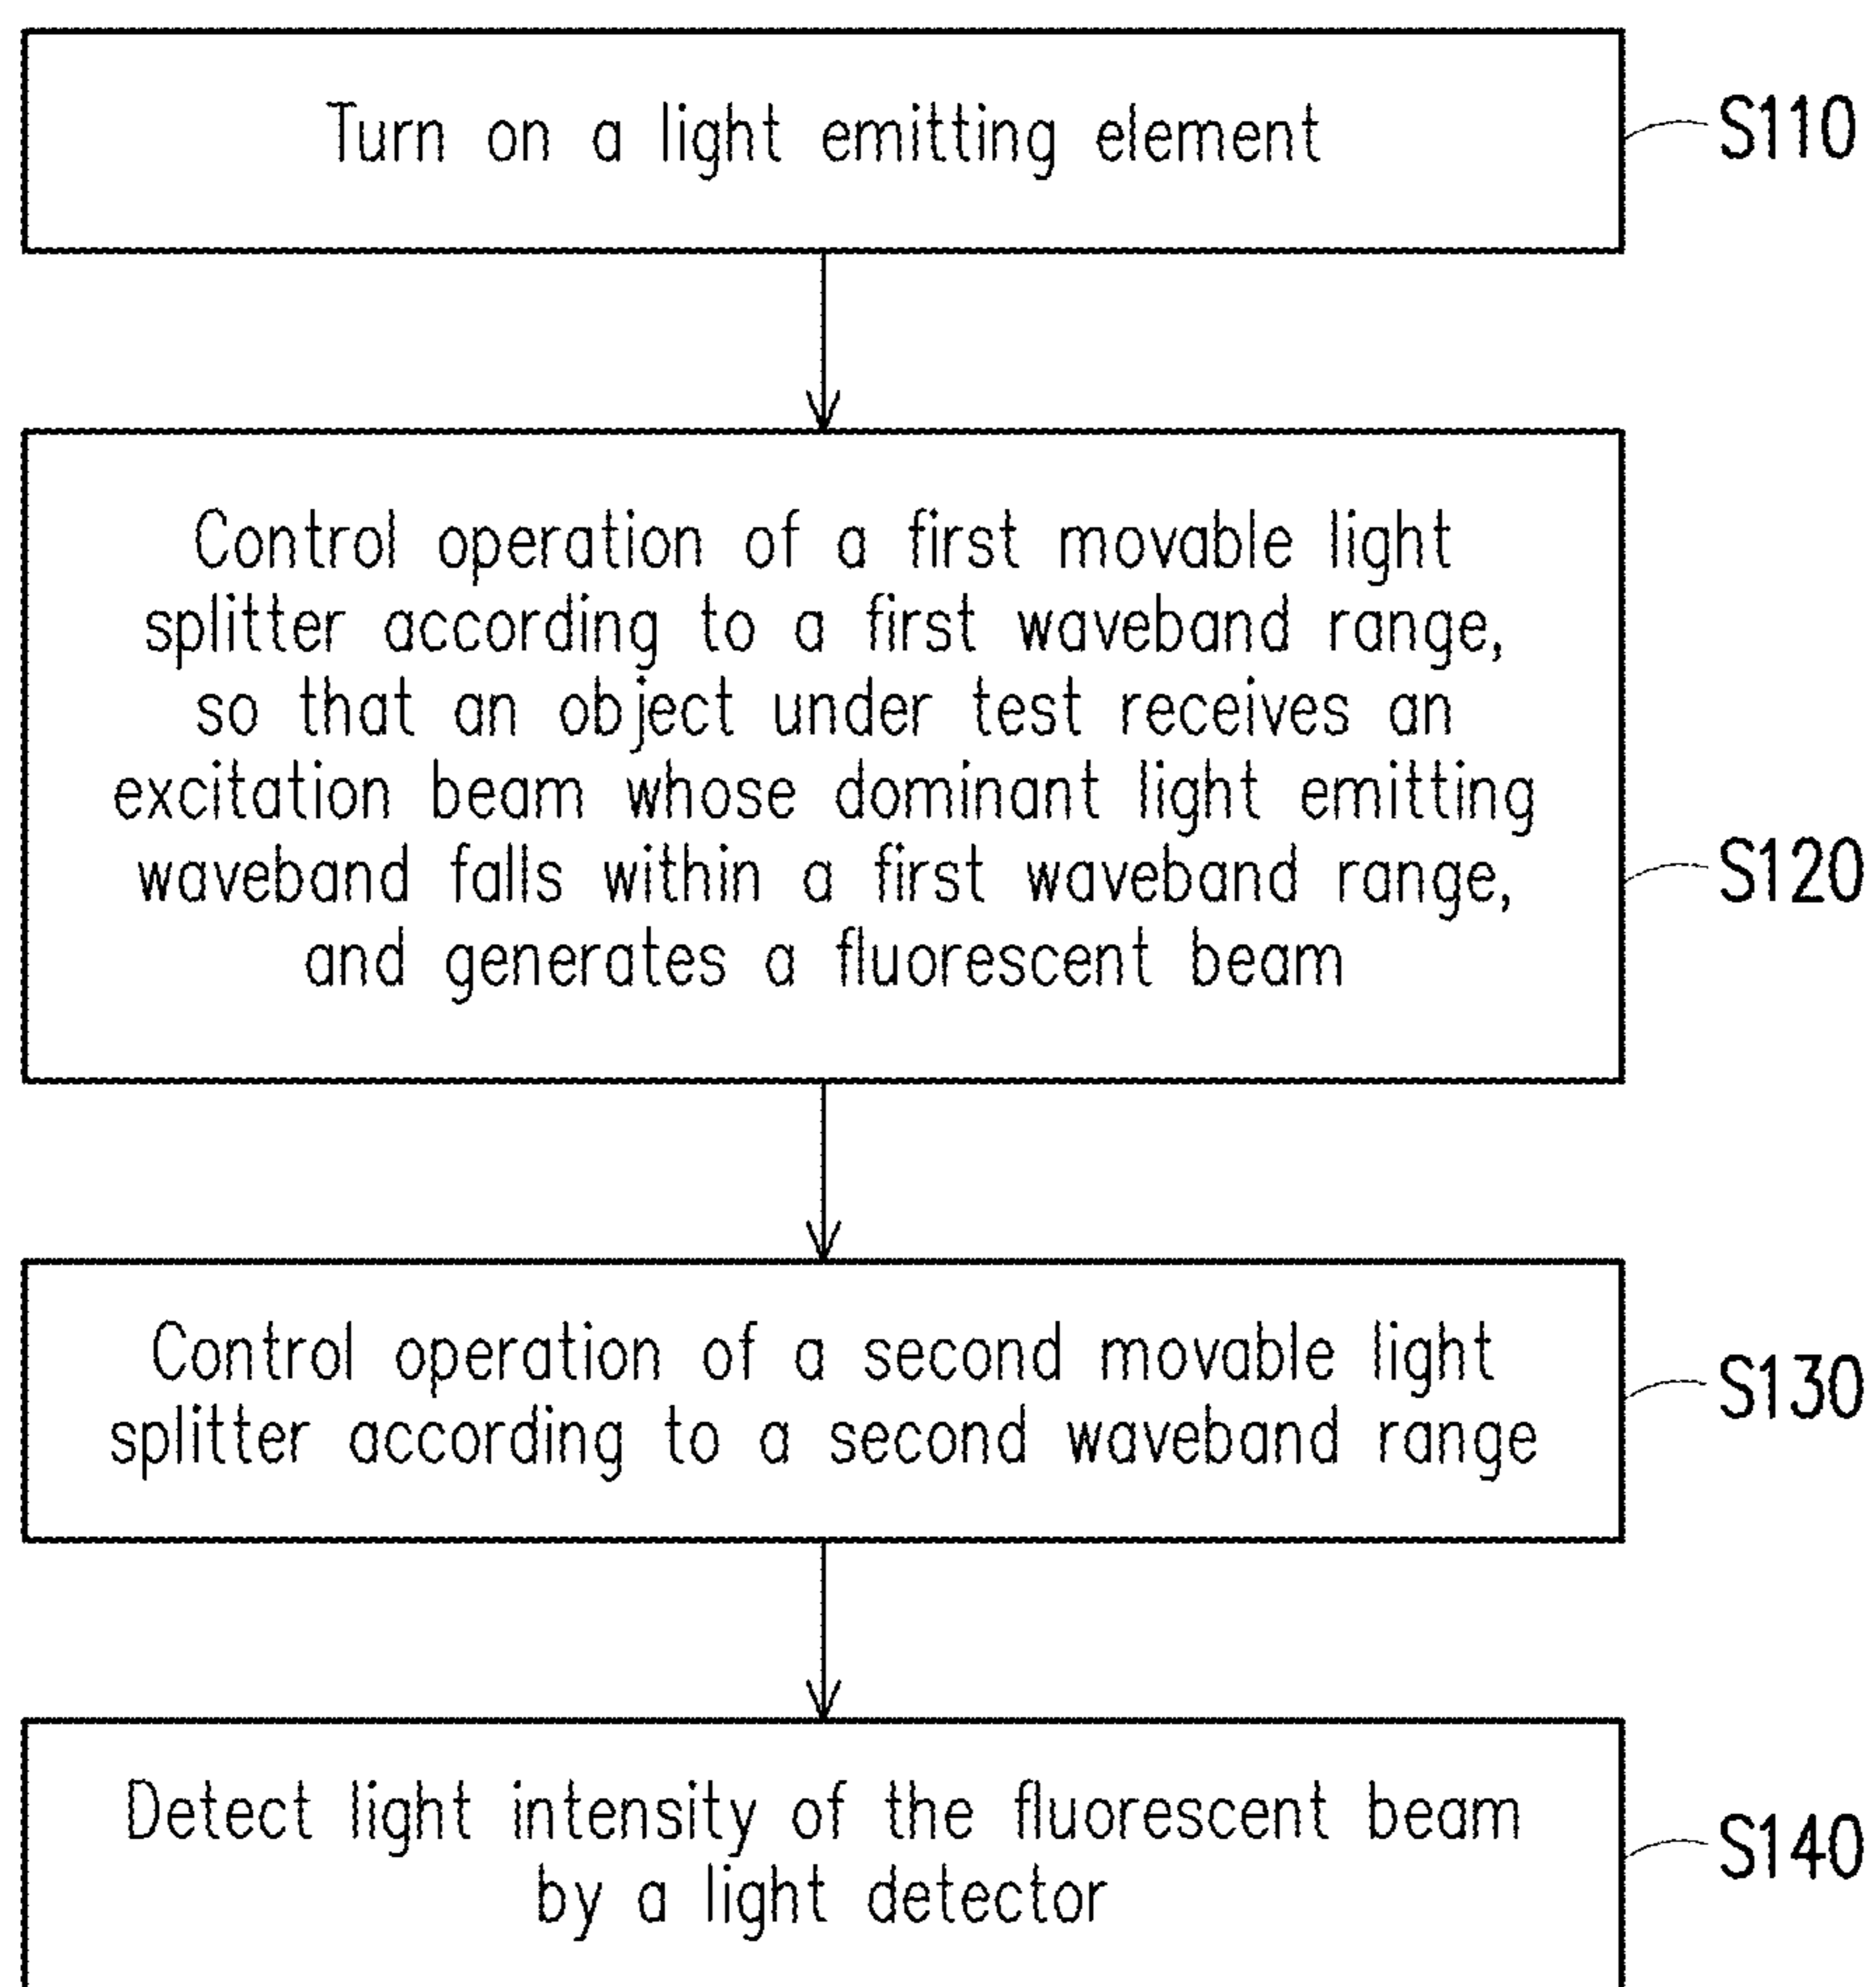 Turn on a light emitting element
S110
Control operation of a first movable light
splitter according to a first waveband range,
so that an object under test receives an
excitation beam whose dominant light emitting
waveband falls within a first waveband range,
and generates a fluorescent beam
S120
Control operation of a second movable light
splitter according to a second waveband range
S130
Detect light intensity of the fluorescent beam
by a light detector
S140